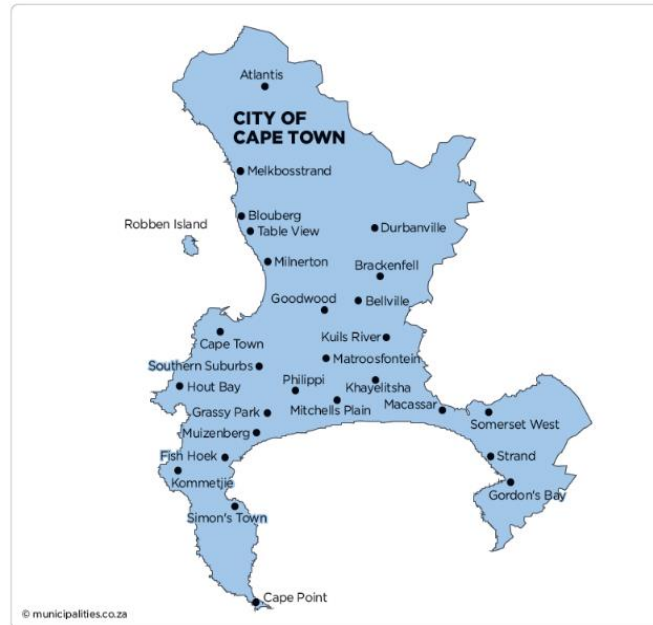 Atlantis
CITY OF
CAPE TOWN
Melkbosstrand
Blouberg
Robben Island
Table View
Durbanville
Milnerton
Brackenfell
Goodwood
Bellville
Cape Town
Kuils River
Southern Suburbs
Matroosfontein
Hout Bay
Philippi
Khayelitsha
Grassy Park
Mitchells Plain
Macassar
Somerset West
Muizenberg
Fish Hoek
Strand
Kommetjie
Gordon's Bay
Simon's Town
Cape Point
© municipalities.co.za